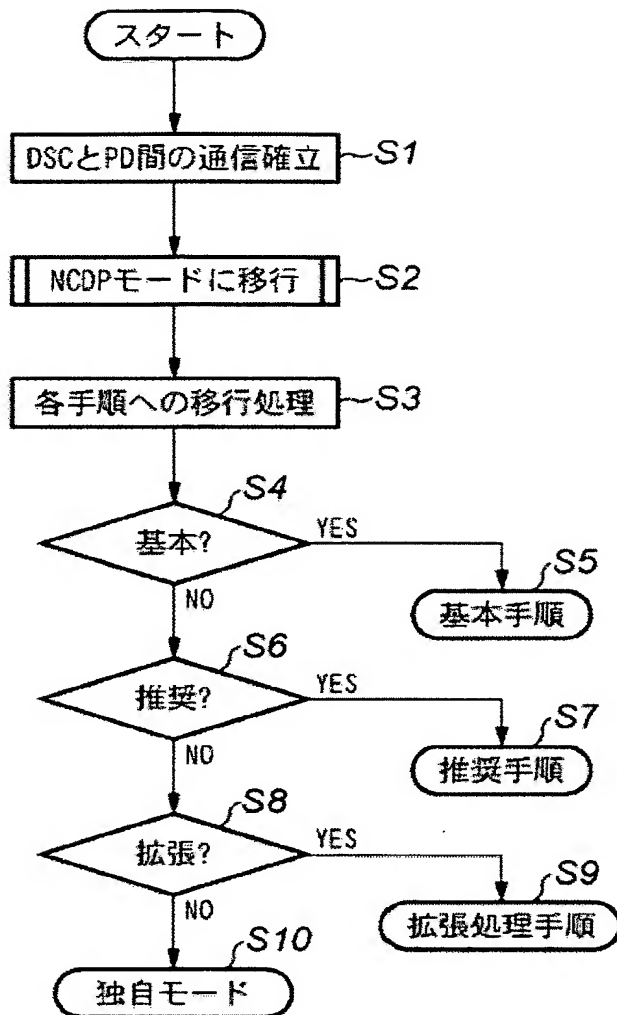 スタート
DSCとPD間の通信確立
S1
NCDPモードに移行
S2
各手順への移行処理
S3
S4
基本?
YES
S5
基本手順
NO
S6
推奨?
YES
S7
推奨手順
NO
S8
拡張?
YES
S9
拡張処理手順
NO
S10
独自モード